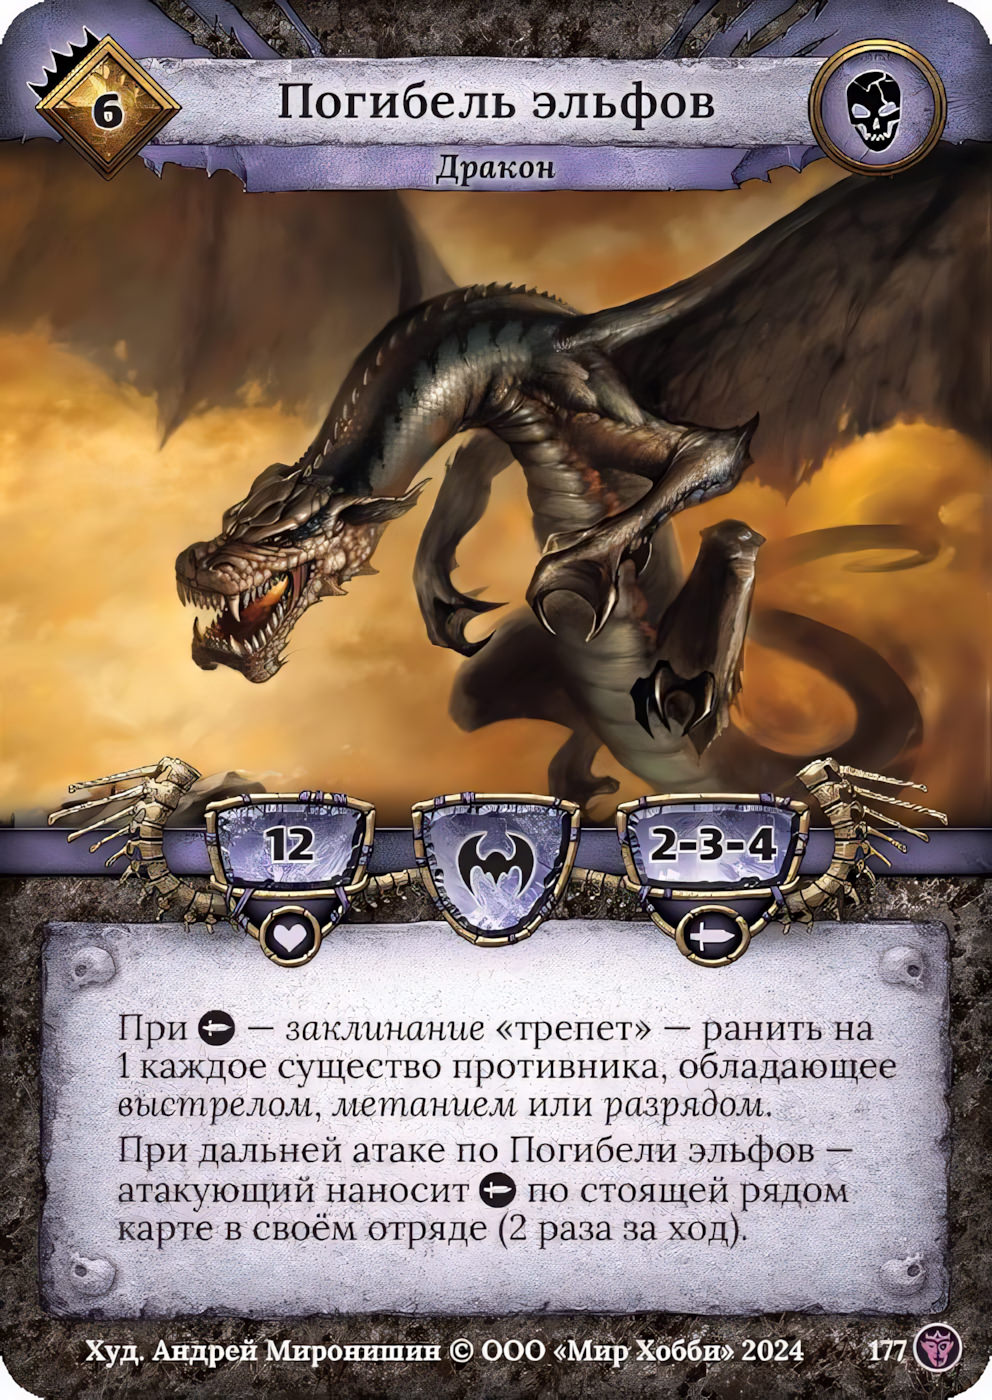 6
Погибель эльфов
Дракон
12
2-3-4
При — заклинание «трепет» — ранить на
1 каждое существо противника, обладающее
выстрелом, метанием или разрядом.
При дальней атаке по Погибели эльфов —
атакующий наносит по стоящей рядом
карте в своём отряде (2 раза за ход).
Худ. Андрей Миронишин © ООО «Мир Хобби» 2024
177